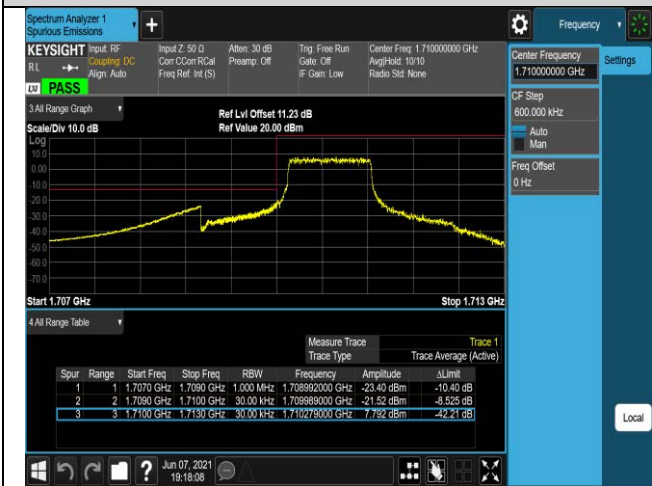 Spectrum Analyzer 1
Spurious Emissions
Frequency
KEYSIGHT Input: RF Input Z: 50 Ω Atten: 30 dB Trig: Free Run Center Freq: 1.710000000 GHz
RL Coupling: DC Corr CCorr RCal Preamp: Off Gate: Off Avg|Hold: 10/10
Align: Auto Freq Ref: Int (S) IF Gain: Low Radio Std: None
LXI PASS
Center Frequency
1.710000000 GHz
Settings
CF Step
600.000 kHz
Auto
Man
Freq Offset
0 Hz
3 All Range Graph
Ref Lvl Offset 11.23 dB
Scale/Div 10.0 dB Ref Value 20.00 dBm
Log
10.0
0.00
-10.0
-20.0
-30.0
-40.0
-50.0
-60.0
-70.0
Start 1.707 GHz Stop 1.713 GHz
4 All Range Table
Measure Trace Trace 1
Trace Type Trace Average (Active)
Spur Range Start Freq Stop Freq RBW Frequency Amplitude ΔLimit
1 1 1.7070 GHz 1.7090 GHz 1.000 MHz 1.708992000 GHz -23.40 dBm -10.40 dB
2 2 1.7090 GHz 1.7100 GHz 30.00 kHz 1.709989000 GHz -21.52 dBm -8.525 dB
3 3 1.7100 GHz 1.7130 GHz 30.00 kHz 1.710279000 GHz 7.792 dBm -42.21 dB
Local
Jun 07, 2021
19:18:08